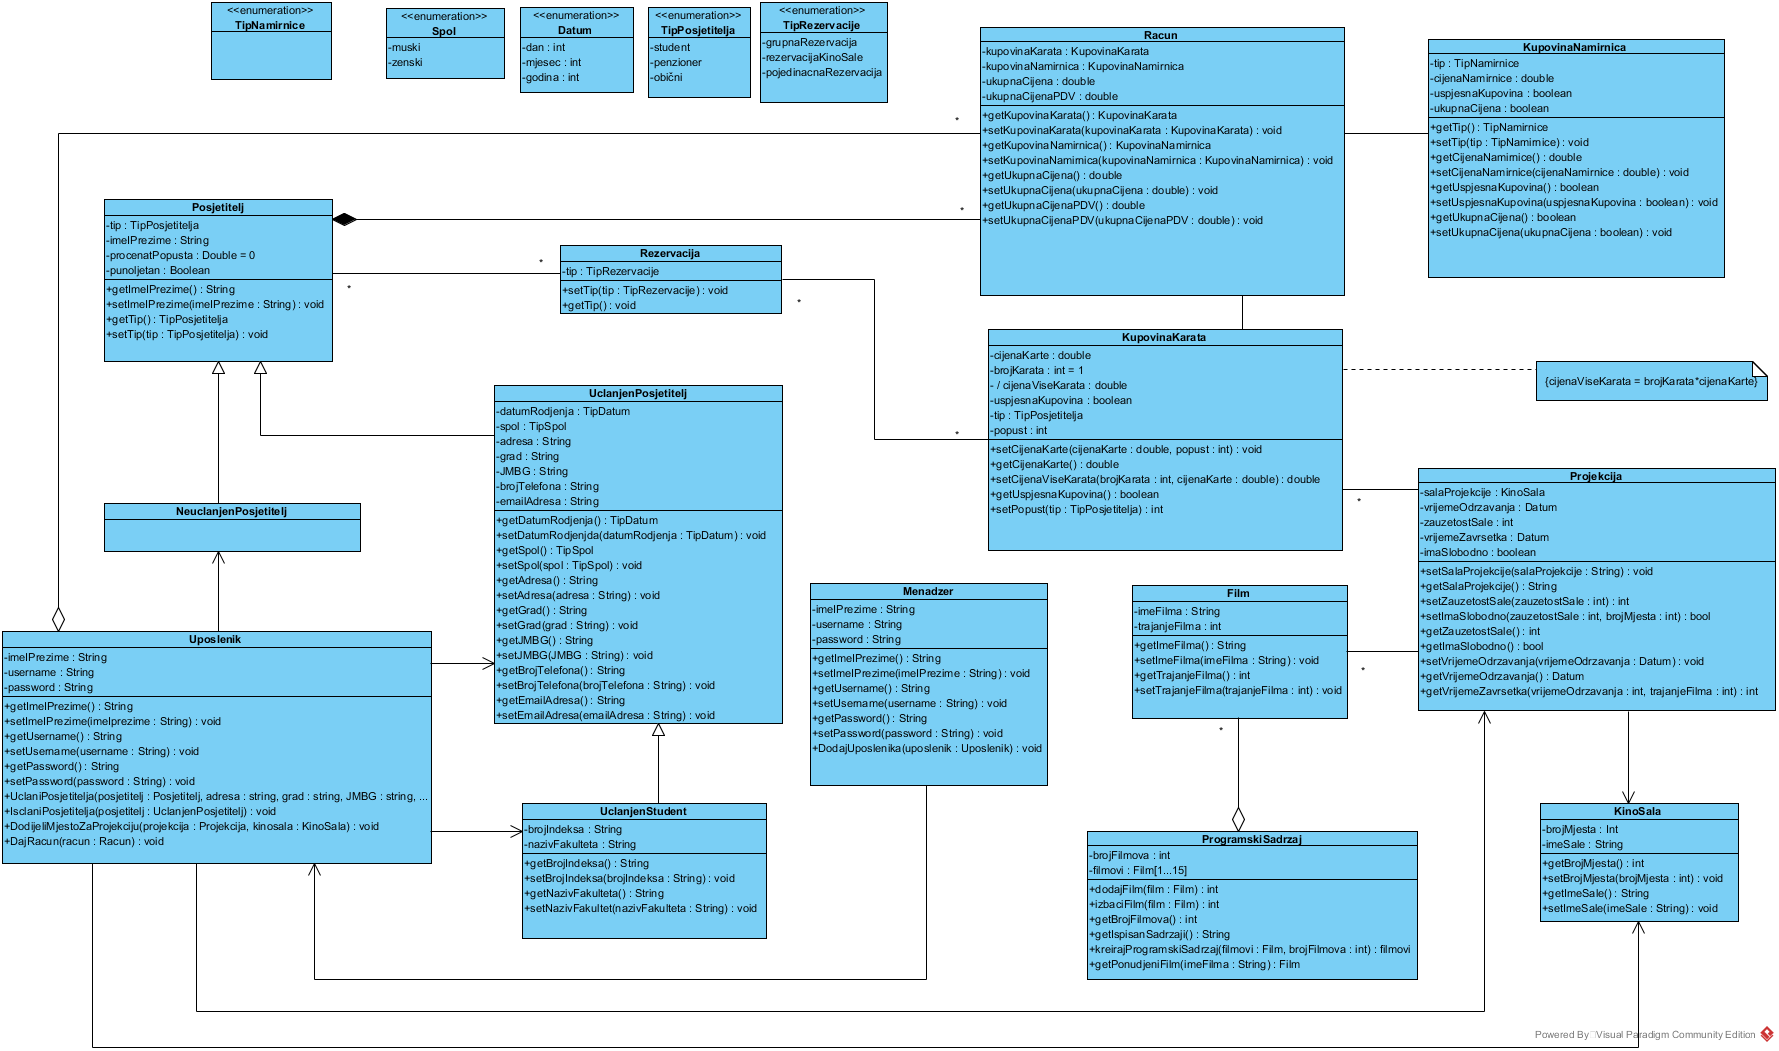 <<enumeration>>
TipNamirnice
<<enumeration>>
Spol
-muski
-zenski
<<enumeration>>
Datum
-dan : int
-mjesec : int
-godina : int
<<enumeration>>
TipPosjetitelja
-student
-penzioner
-obični
<<enumeration>>
TipRezervacije
-grupnaRezervacija
-rezervacijaKinoSale
-pojedinacnaRezervacija
Racun
-kupovinaKarata : KupovinaKarata
-kupovinaNamirnica : KupovinaNamirnica
-ukupnaCijena : double
-ukupnaCijenaPDV : double
+getKupovinaKarata() : KupovinaKarata
+setKupovinaKarata(kupovinaKarata : KupovinaKarata) : void
+getKupovinaNamirnica() : KupovinaNamirnica
+setKupovinaNamirnica(kupovinaNamirnica : KupovinaNamirnica) : void
+getUkupnaCijena() : double
+setUkupnaCijena(ukupnaCijena : double) : void
+getUkupnaCijenaPDV() : double
+setUkupnaCijenaPDV(ukupnaCijenaPDV : double) : void
KupovinaNamirnica
-tip : TipNamirnice
-cijenaNamirnice : double
-uspjesnaKupovina : boolean
-ukupnaCijena : boolean
+getTip() : TipNamirnice
+setTip(tip : TipNamirnice) : void
+getCijenaNamirnice() : double
+setCijenaNamirnice(cijenaNamirnice : double) : void
+getUspjesnaKupovina() : boolean
+setUspjesnaKupovina(uspjesnaKupovina : boolean) : void
+getUkupnaCijena() : boolean
+setUkupnaCijena(ukupnaCijena : boolean) : void
*
*
Posjetitelj
-tip : TipPosjetitelja
-imeIPrezime : String
-procenatPopusta : Double = 0
-punoljetan : Boolean
+getImeIPrezime() : String
+setImeIPrezime(imeIPrezime : String) : void
+getTip() : TipPosjetitelja
+setTip(tip : TipPosjetitelja) : void
*
*
Rezervacija
-tip : TipRezervacije
+setTip(tip : TipRezervacije) : void
+getTip() : void
*
*
KupovinaKarata
-cijenaKarte : double
-brojKarata : int = 1
- / cijenaViseKarata : double
-uspjesnaKupovina : boolean
-tip : TipPosjetitelja
-popust : int
+setCijenaKarte(cijenaKarte : double, popust : int) : void
+getCijenaKarte() : double
+setCijenaViseKarata(brojKarata : int, cijenaKarte : double) : double
+getUspjesnaKupovina() : boolean
+setPopust(tip : TipPosjetitelja) : int
{cijenaViseKarata = brojKarata*cijenaKarte}
UclanjenPosjetitelj
-datumRodjenja : TipDatum
-spol : TipSpol
-adresa : String
-grad : String
-JMBG : String
-brojTelefona : String
-emailAdresa : String
+getDatumRodjenja() : TipDatum
+setDatumRodjenjda(datumRodjenja : TipDatum) : void
+getSpol() : TipSpol
+setSpol(spol : TipSpol) : void
+getAdresa() : String
+setAdresa(adresa : String) : void
+getGrad() : String
+setGrad(grad : String) : void
+getJMBG() : String
+setJMBG(JMBG : String) : void
+getBrojTelefona() : String
+setBrojTelefona(brojTelefona : String) : void
+getEmailAdresa() : String
+setEmailAdresa(emailAdresa : String) : void
NeuclanjenPosjetitelj
*
Projekcija
-salaProjekcije : KinoSala
-vrijemeOdrzavanja : Datum
-zauzetostSale : int
-vrijemeZavrsetka : Datum
-imaSlobodno : boolean
+setSalaProjekcije(salaProjekcije : String) : void
+getSalaProjekcije() : String
+setZauzetostSale(zauzetostSale : int) : int
+setImaSlobodno(zauzetostSale : int, brojMjesta : int) : bool
+getZauzetostSale() : int
+getImaSlobodno() : bool
+setVrijemeOdrzavanja(vrijemeOdrzavanja : Datum) : void
+getVrijemeOdrzavanja() : Datum
+getVrijemeZavrsetka(vrijemeOdrzavanja : int, trajanjeFilma : int) : int
Menadzer
-imeIPrezime : String
-username : String
-password : String
+getImeIPrezime() : String
+setImeIPrezime(imeIPrezime : String) : void
+getUsername() : String
+setUsername(username : String) : void
+getPassword() : String
+setPassword(password : String) : void
+DodajUposlenika(uposlenik : Uposlenik) : void
Film
-imeFilma : String
-trajanjeFilma : int
+getImeFilma() : String
+setImeFilma(imeFilma : String) : void
+getTrajanjeFilma() : int
+setTrajanjeFilma(trajanjeFilma : int) : void
*
*
Uposlenik
-imeIPrezime : String
-username : String
-password : String
+getImeIPrezime() : String
+setImeIPrezime(imeIprezime : String) : void
+getUsername() : String
+setUsername(username : String) : void
+getPassword() : String
+setPassword(password : String) : void
+UclaniPosjetitelja(posjetitelj : Posjetitelj, adresa : string, grad : string, JMBG : string, ...
+IsclaniPosjetitelja(posjetitelj : UclanjenPosjetitelj) : void
+DodijeliMjestoZaProjekciju(projekcija : Projekcija, kinosala : KinoSala) : void
+DajRacun(racun : Racun) : void
UclanjenStudent
-brojIndeksa : String
-nazivFakulteta : String
+getBrojIndeksa() : String
+setBrojIndeksa(brojIndeksa : String) : void
+getNazivFakulteta() : String
+setNazivFakultet(nazivFakulteta : String) : void
ProgramskiSadrzaj
-brojFilmova : int
-filmovi : Film[1...15]
+dodajFilm(film : Film) : int
+izbaciFilm(film : Film) : int
+getBrojFilmova() : int
+getIspisanSadrzaji() : String
+kreirajProgramskiSadrzaj(filmovi : Film, brojFilmova : int) : filmovi
+getPonudjeniFilm(imeFilma : String) : Film
KinoSala
-brojMjesta : Int
-imeSale : String
+getBrojMjesta() : int
+setBrojMjesta(brojMjesta : int) : void
+getImeSale() : String
+setImeSale(imeSale : String) : void
Powered By Visual Paradigm Community Edition